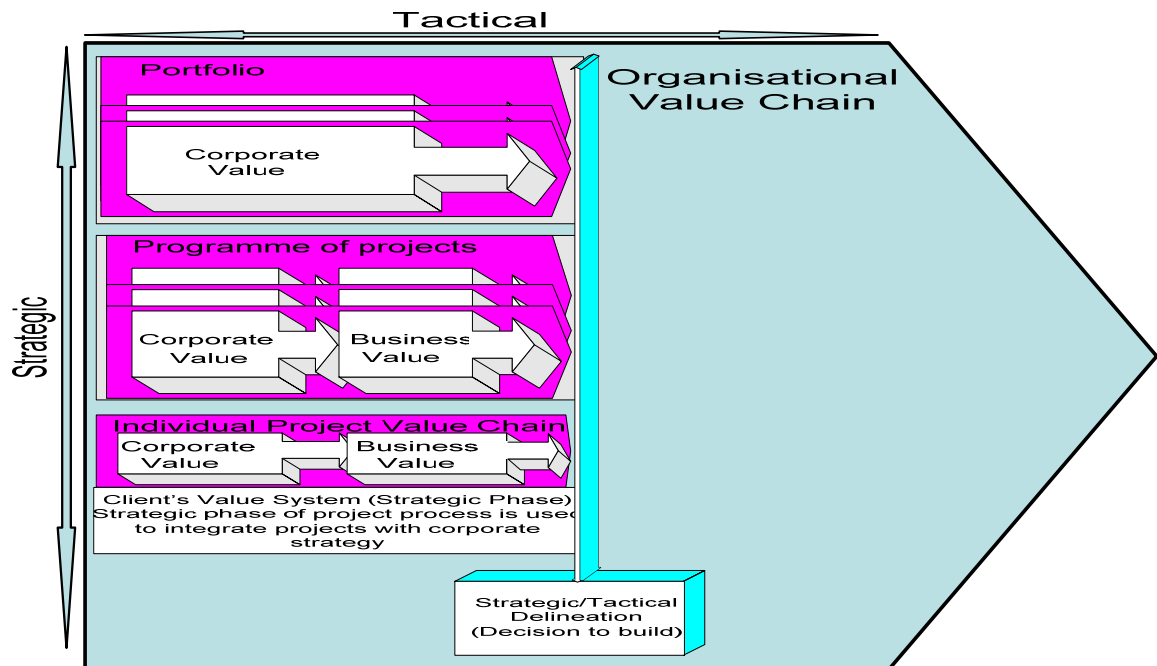 Tactical
Strategic
Organisational
Value Chain
Portfolio
Corporate
Value
Programme of projects
Corporate
Value
Business
Value
Individual Project Value Chain
Corporate
Value
Business
Value
Client's Value System (Strategic Phase)
Strategic phase of project process is used
to integrate projects with corporate
strategy
Strategic/Tactical
Delineation
(Decision to build)